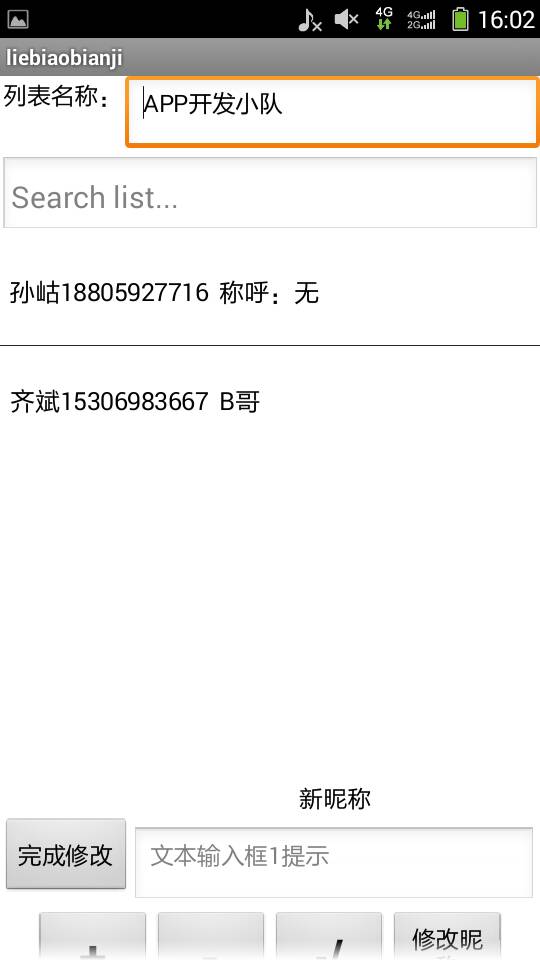 4G 4G 2G 16:02
liebiaobianji
列表名称： APP开发小队
Search list...
孙岵18805927716 称呼：无
齐斌15306983667 B哥
新昵称
完成修改 文本输入框1提示
修改昵